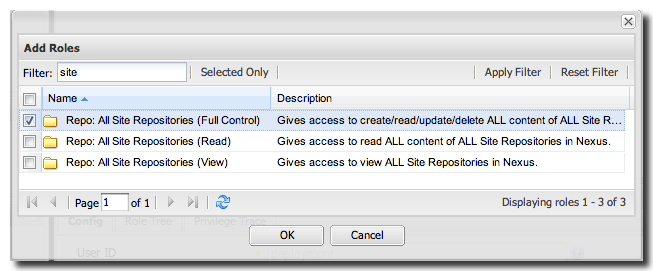 Add Roles
Filter: site Selected Only Apply Filter Reset Filter
Name Description
Repo: All Site Repositories (Full Control) Gives access to create/read/update/delete ALL content of ALL Site R...
Repo: All Site Repositories (Read) Gives access to read ALL content of ALL Site Repositories in Nexus.
Repo: All Site Repositories (View) Gives access to view ALL Site Repositories in Nexus.
Page 1 of 1 Displaying roles 1 - 3 of 3
Config Role Tree Privilege Trace
OK Cancel
User ID